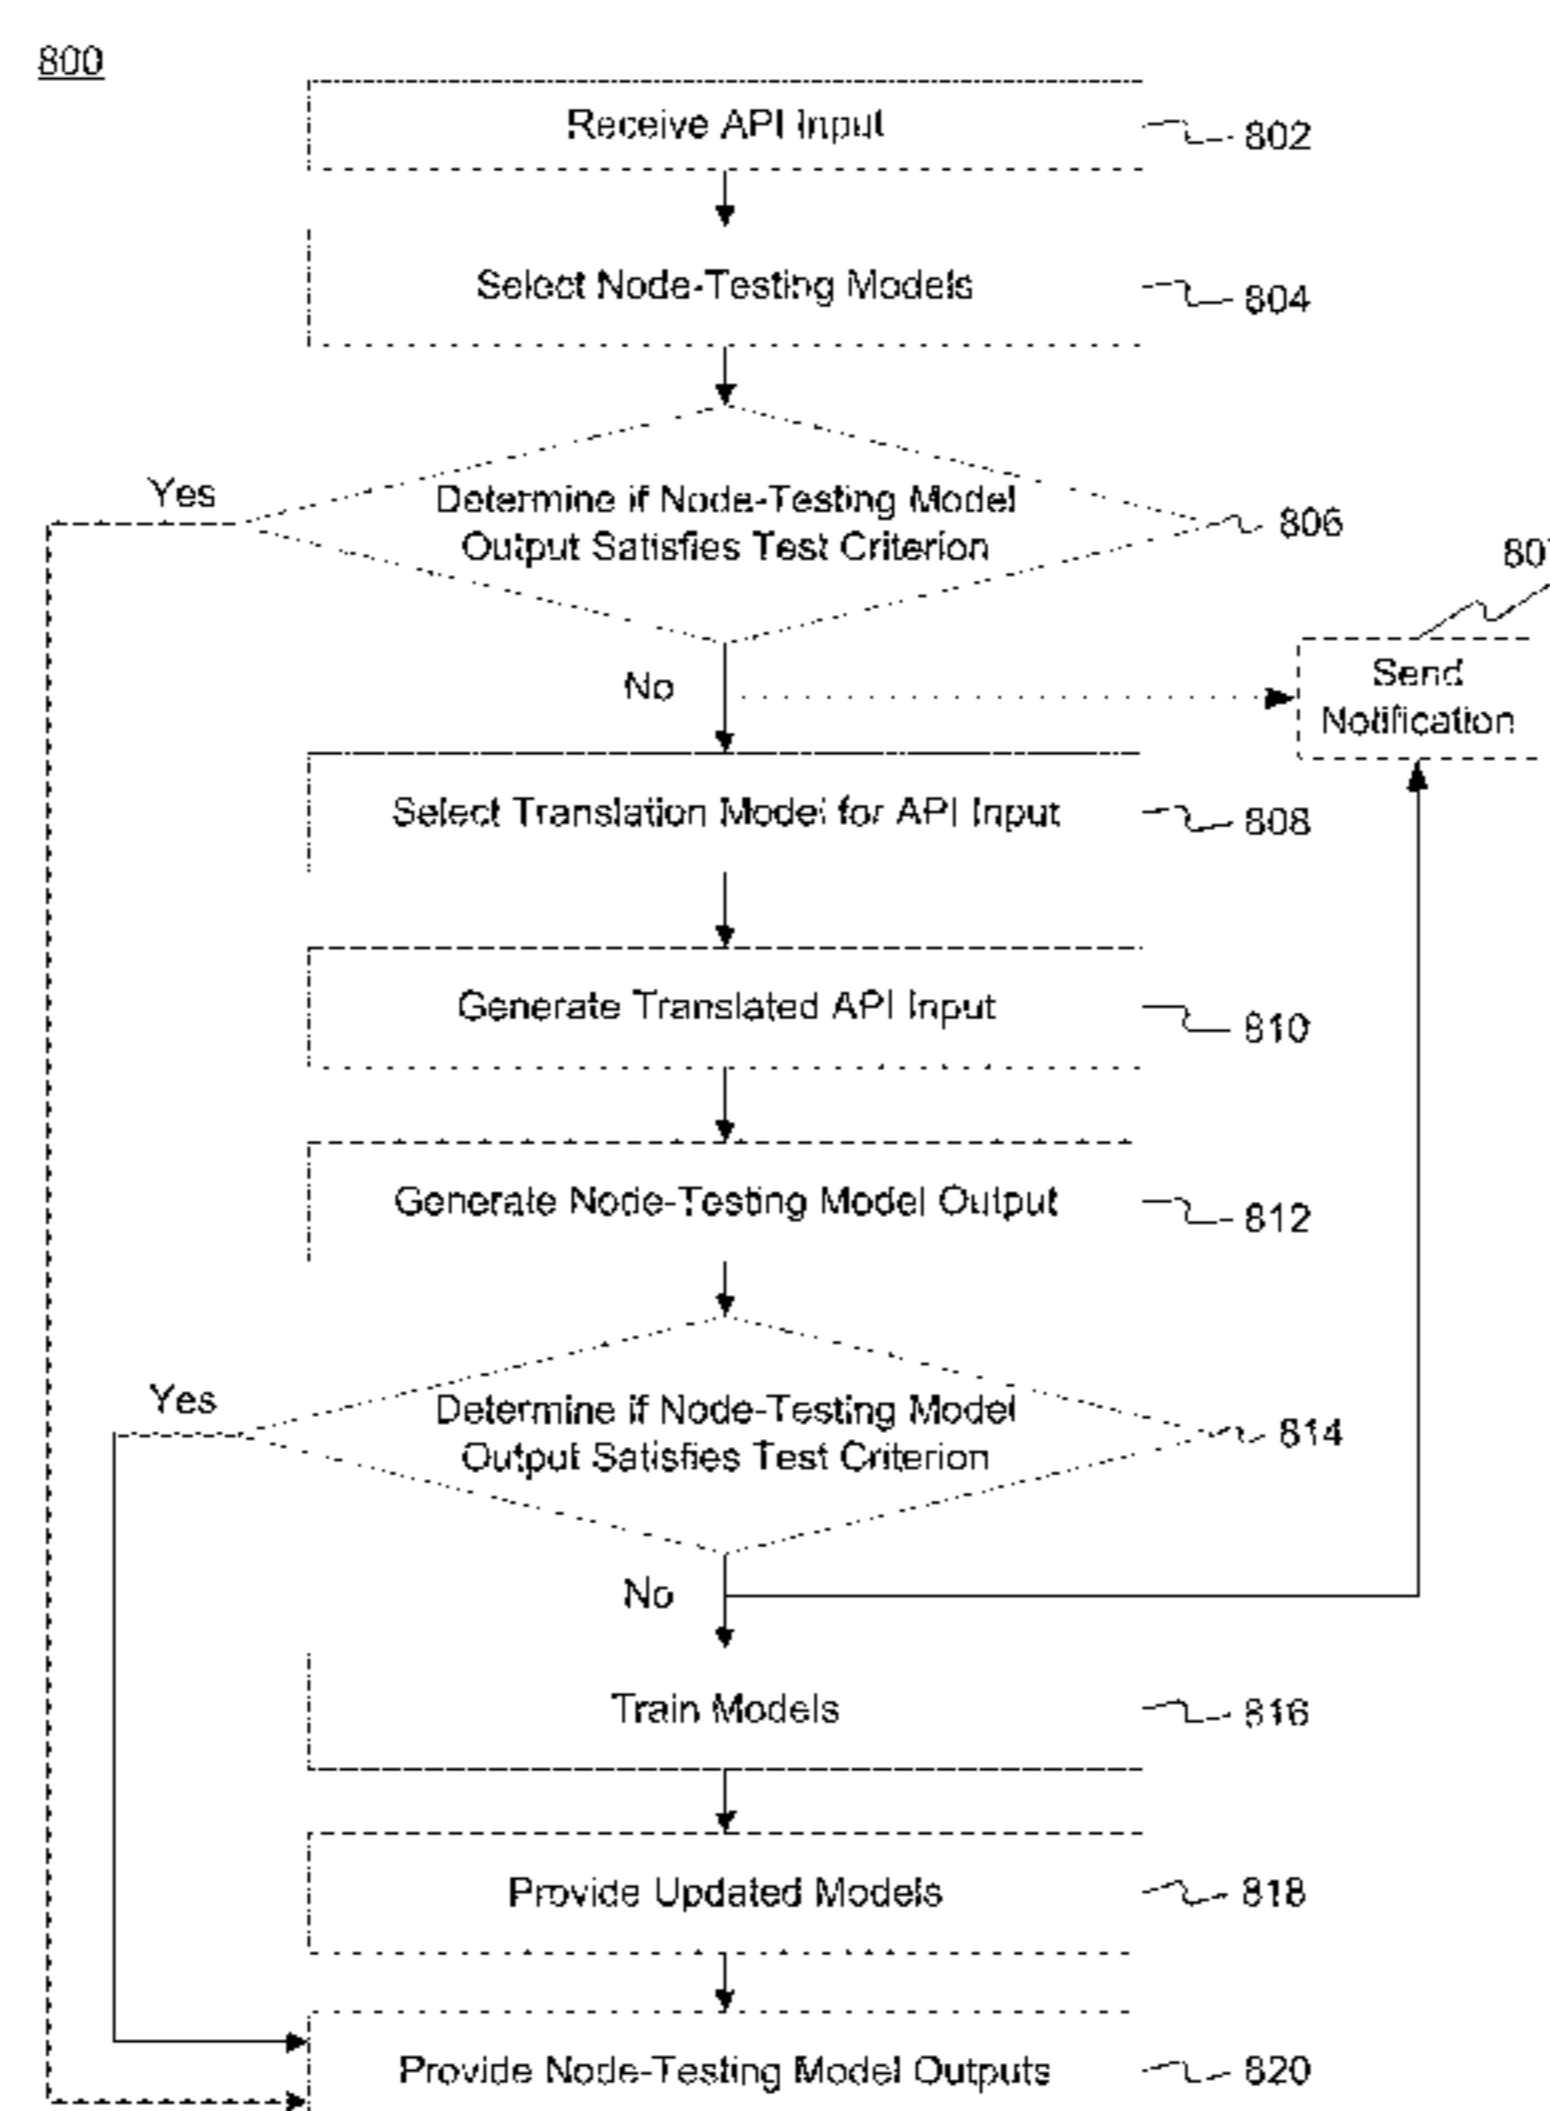 800
Receive API Input
802
Select Node-Testing Models
804
Yes
Determine if Node-Testing Model
Output Satisfies Test Criterion
806
No
Send
Notification
Select Translation Model for API Input
808
Generate Translated API Input
810
Generate Node-Testing Model Output
812
Yes
Determine if Node-Testing Model
Output Satisfies Test Criterion
814
No
Train Models
816
Provide Updated Models
818
Provide Node-Testing Model Outputs
820